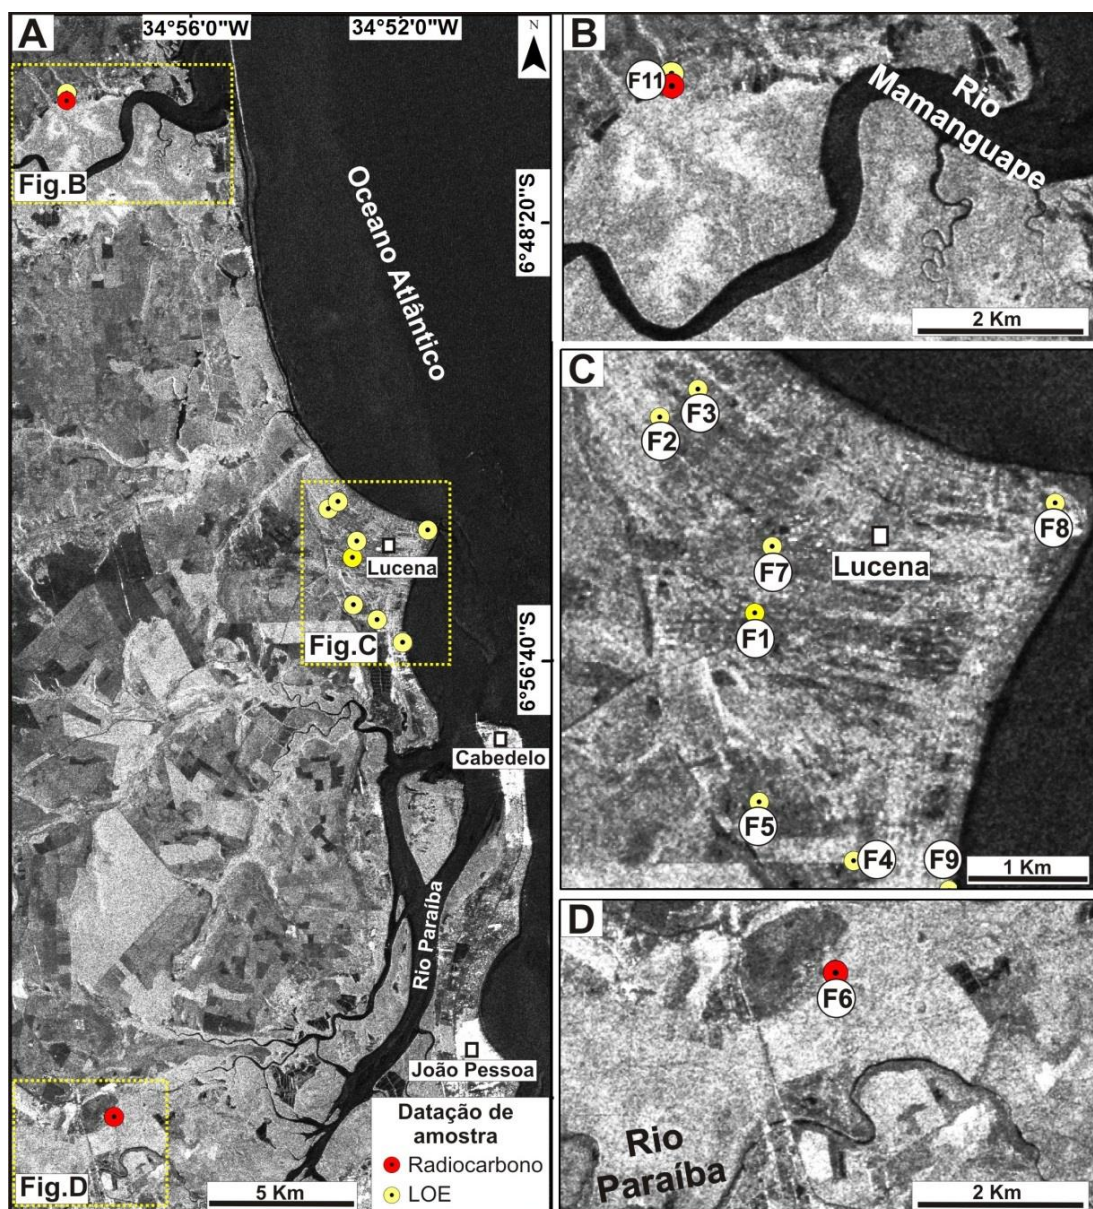 A
34°56'0"W
34°52'0"W
N
Fig.B
Oceano Atlântico
6°48'20"S
Lucena
Fig.C
6°56'40"S
Cabedelo
Rio Paraíba
João Pessoa
Datação de
amostra
Radiocarbono
LOE
Fig.D
5 Km
B
F11
Rio
Mamanguape
2 Km
C
F3
F2
F8
F7
Lucena
F1
F5
F4
F9
1 Km
D
F6
Rio
Paraíba
2 Km